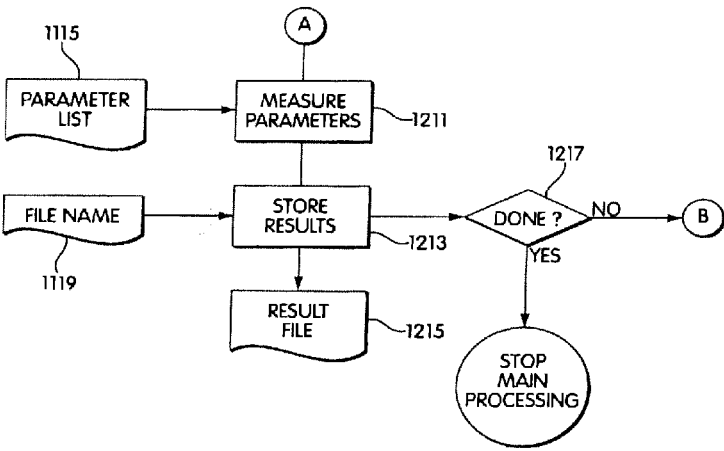 A
1115
PARAMETER
LIST
MEASURE
PARAMETERS
1211
1217
FILE NAME
STORE
RESULTS
DONE ?
NO
B
1213
YES
1119
RESULT
FILE
1215
STOP
MAIN
PROCESSING